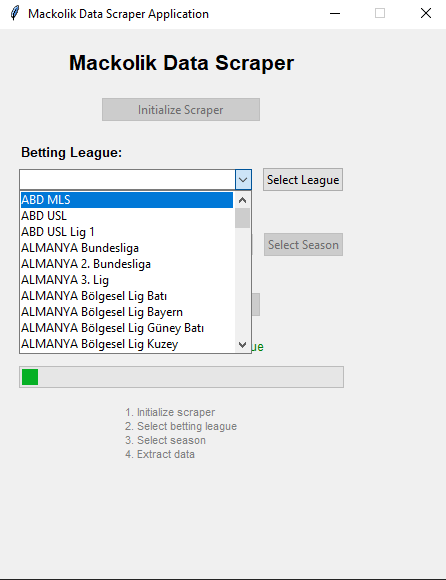 Mackolik Data Scraper Application
Mackolik Data Scraper
Initialize Scraper
Betting League:
Select League
ABD MLS
ABD USL
ABD USL Lig 1
ALMANYA Bundesliga
ALMANYA 2. Bundesliga
ALMANYA 3. Lig
ALMANYA Bölgesel Lig Batı
ALMANYA Bölgesel Lig Bayern
ALMANYA Bölgesel Lig Güney Batı
ALMANYA Bölgesel Lig Kuzey
Select Season
1. Initialize scraper
2. Select betting league
3. Select season
4. Extract data